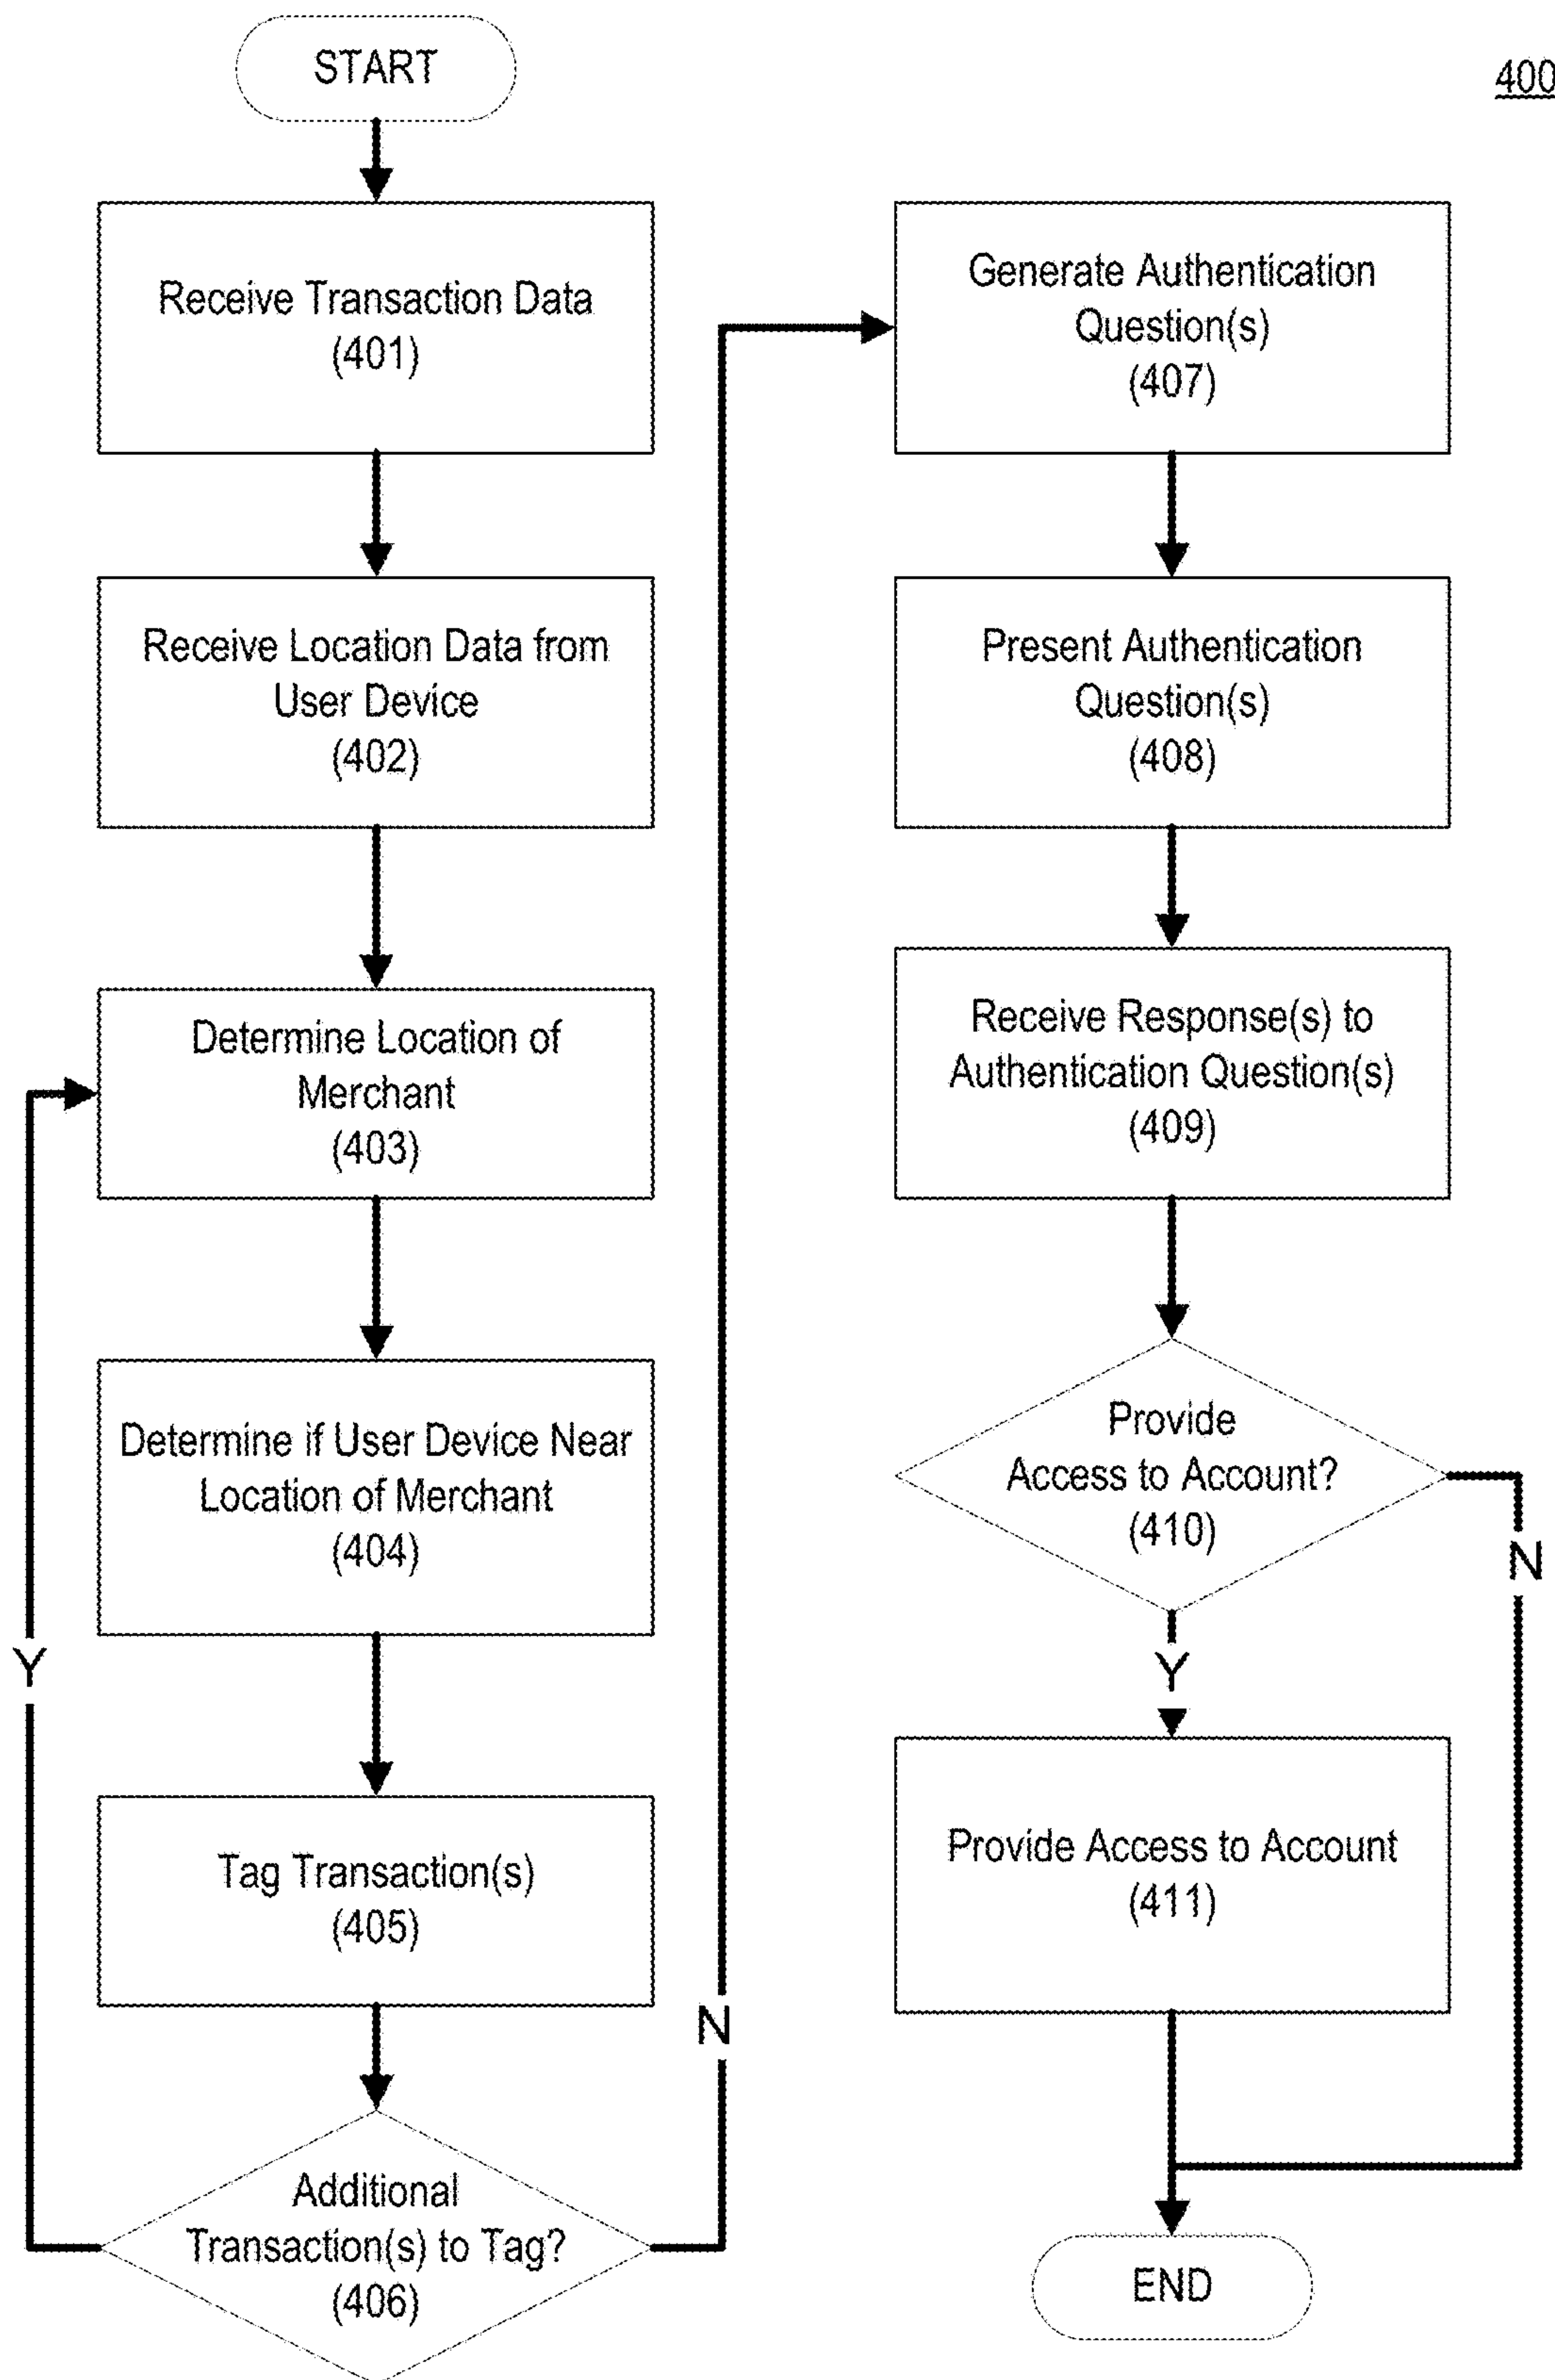 START
400
Receive Transaction Data
(401)
Receive Location Data from
User Device
(402)
Determine Location of
Merchant
(403)
Determine if User Device Near
Location of Merchant
(404)
Y
Tag Transaction(s)
(405)
N
Additional
Transaction(s) to Tag?
(406)
Generate Authentication
Question(s)
(407)
Present Authentication
Question(s)
(408)
Receive Response(s) to
Authentication Question(s)
(409)
Provide
Access to Account?
(410)
N
Y
Provide Access to Account
(411)
END